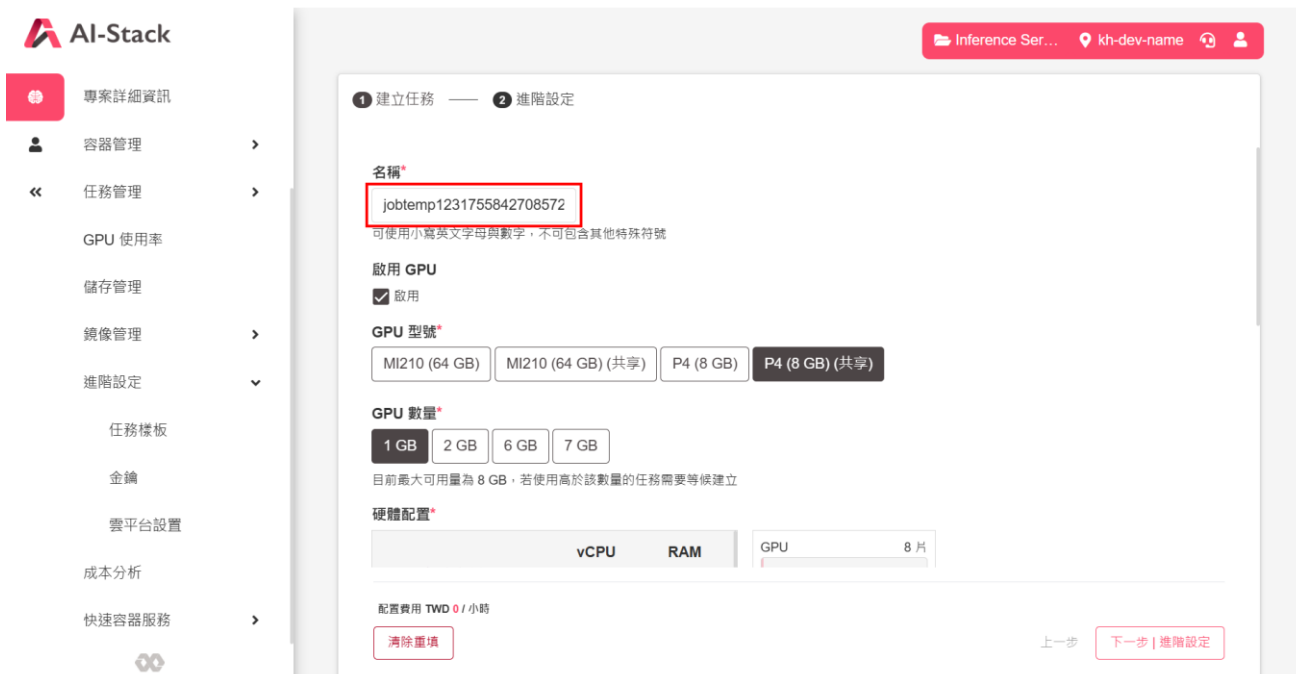 AI-Stack
Inference Ser...
kh-dev-name
專案詳細資訊
容器管理
任務管理
GPU 使用率
儲存管理
鏡像管理
進階設定
任務樣板
金鑰
雲平台設置
成本分析
快速容器服務
1 建立任務 —— 2 進階設定
名稱*
jobtemp1231755842708572
可使用小寫英文字母與數字，不可包含其他特殊符號
啟用 GPU
啟用
GPU 型號*
MI210 (64 GB) MI210 (64 GB) (共享) P4 (8 GB) P4 (8 GB) (共享)
GPU 數量*
1 GB 2 GB 6 GB 7 GB
目前最大可用量為 8 GB，若使用高於該數量的任務需要等候建立
硬體配置*
vCPU RAM
GPU 8 片
配置費用 TWD 0 / 小時
清除重填
上一步 下一步 | 進階設定